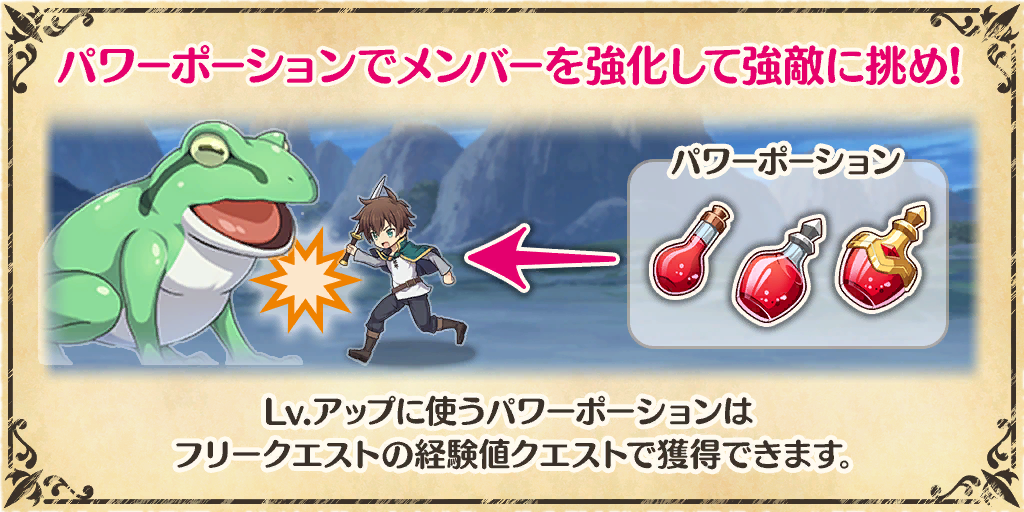 パワーポーションでメンバーを強化して強敵に挑め!
パワーポーション
Lv.アップに使うパワーポーションは
フリークエストの経験値クエストで獲得できます。